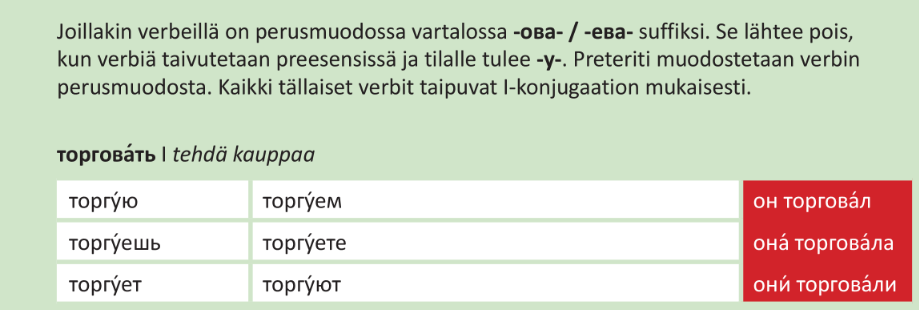 Joillakin verbeillä on perusmuodossa vartalossa -ова- / -ева- suffiksi. Se lähtee pois,
kun verbiä taivutetaan preesensissä ja tilalle tulee -у-. Preteriti muodostetaan verbin
perusmuodosta. Kaikki tällaiset verbit taipuvat I-konjugaation mukaisesti.
торгова́ть I tehdä kauppaa
торгу́ю торгу́ем он торгова́л
торгу́ешь торгу́ете она́ торгова́ла
торгу́ет торгу́ют они́ торгова́ли